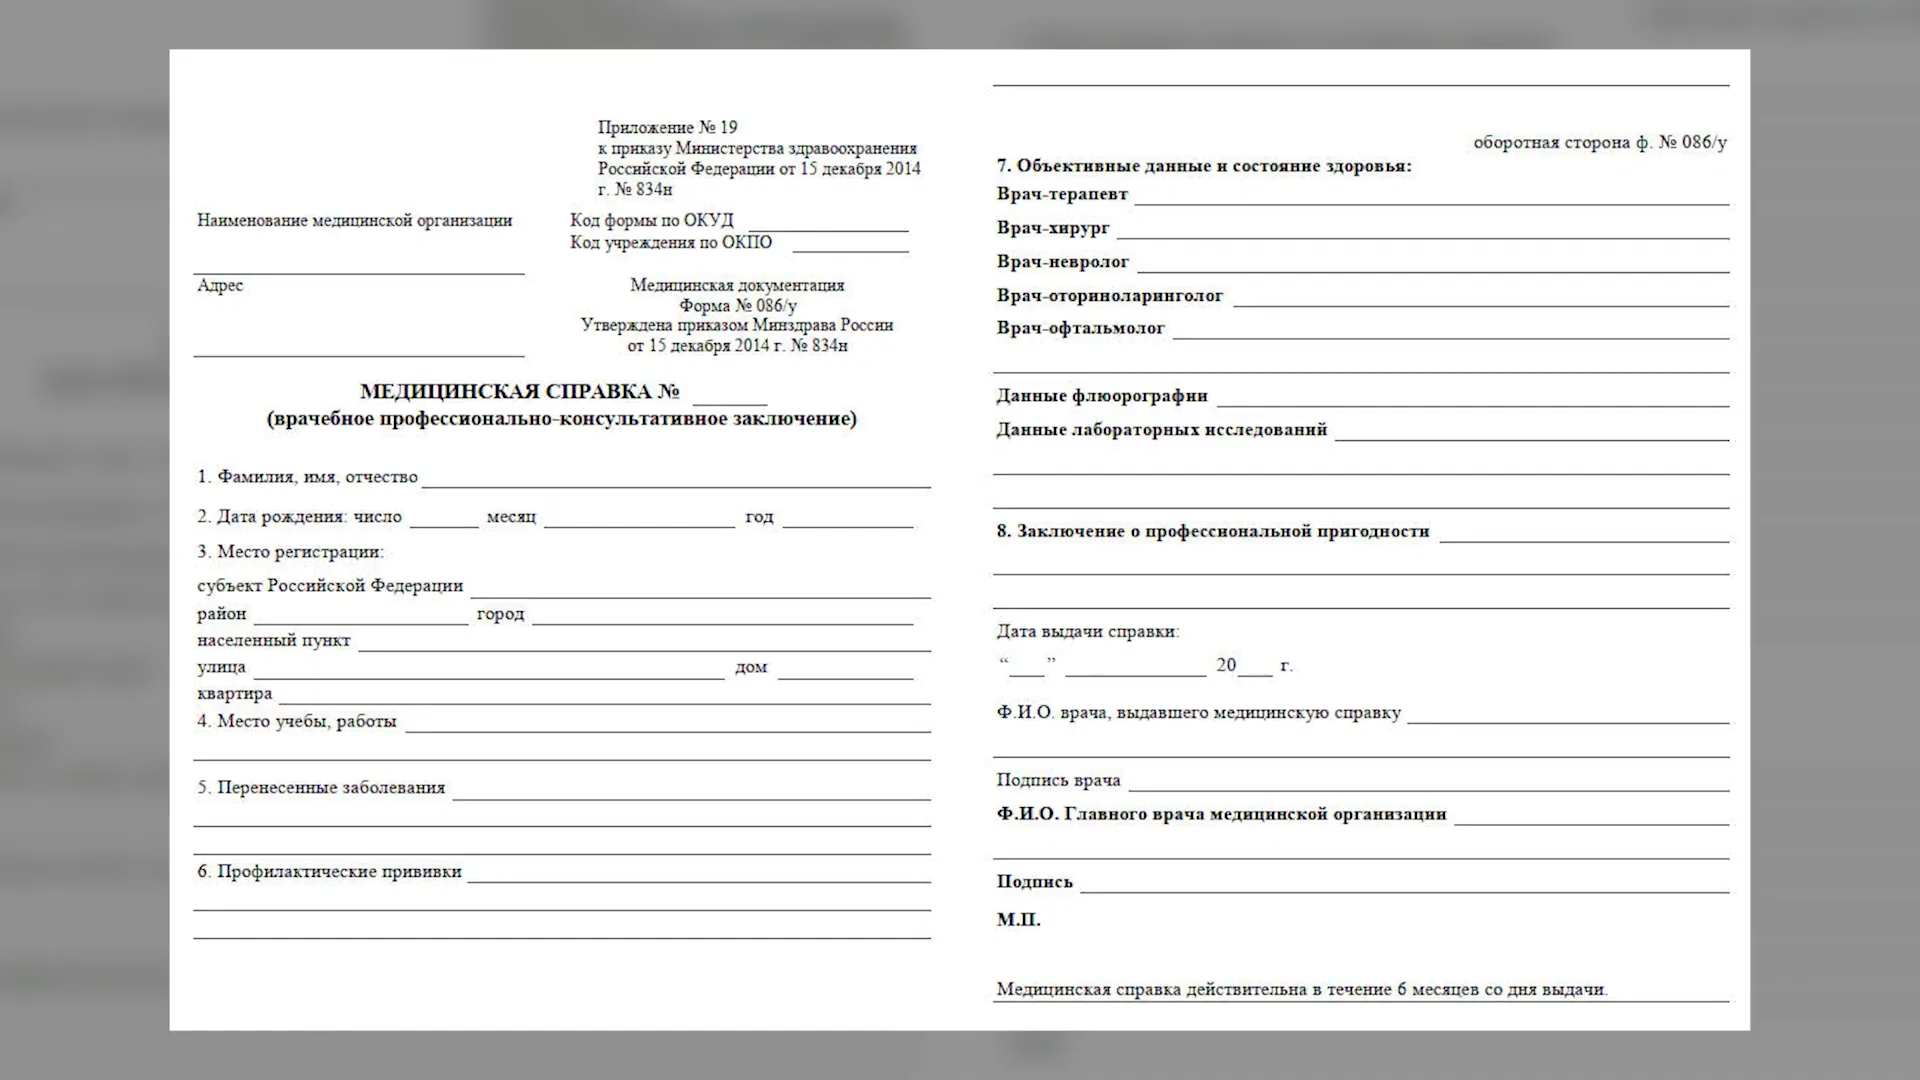 Приложение № 19
к приказу Министерства здравоохранения
Российской Федерации от 15 декабря 2014
г. № 834н
Наименование медицинской организации
Код формы по ОКУД
Код учреждения по ОКПО
Адрес
Медицинская документация
Форма № 086/у
Утверждена приказом Минздрава России
от 15 декабря 2014 г. № 834н
МЕДИЦИНСКАЯ СПРАВКА №
(врачебное профессионально-консультативное заключение)
1. Фамилия, имя, отчество
2. Дата рождения: число месяц год
3. Место регистрации:
субъект Российской Федерации
район город
населенный пункт
улица дом
квартира
4. Место учебы, работы
5. Перенесенные заболевания
6. Профилактические прививки
оборотная сторона ф. № 086/у
7. Объективные данные и состояние здоровья:
Врач-терапевт
Врач-хирург
Врач-невролог
Врач-оториноларинголог
Врач-офтальмолог
Данные флюорографии
Данные лабораторных исследований
8. Заключение о профессиональной пригодности
Дата выдачи справки:
“___” ____________ 20___ г.
Ф.И.О. врача, выдавшего медицинскую справку
Подпись врача
Ф.И.О. Главного врача медицинской организации
Подпись
М.П.
Медицинская справка действительна в течение 6 месяцев со дня выдачи.